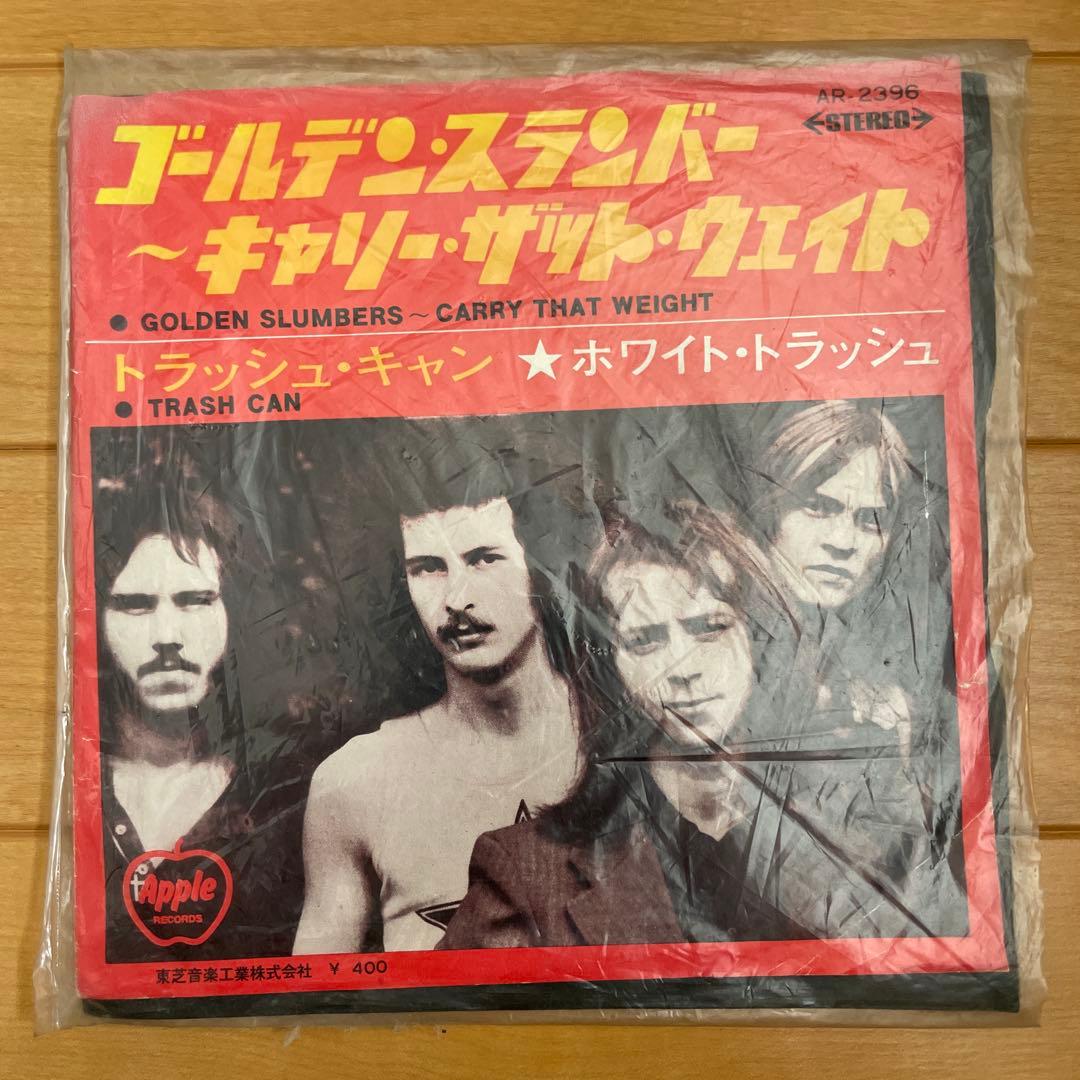 AR-2396
STEREO
ゴールデン・スランバー
～キャリー・ザット・ウェイト
● GOLDEN SLUMBERS～CARRY THAT WEIGHT
トラッシュ・キャン ★ホワイト・トラッシュ
● TRASH CAN
Apple
RECORDS
東芝音楽工業株式会社 ¥ 400